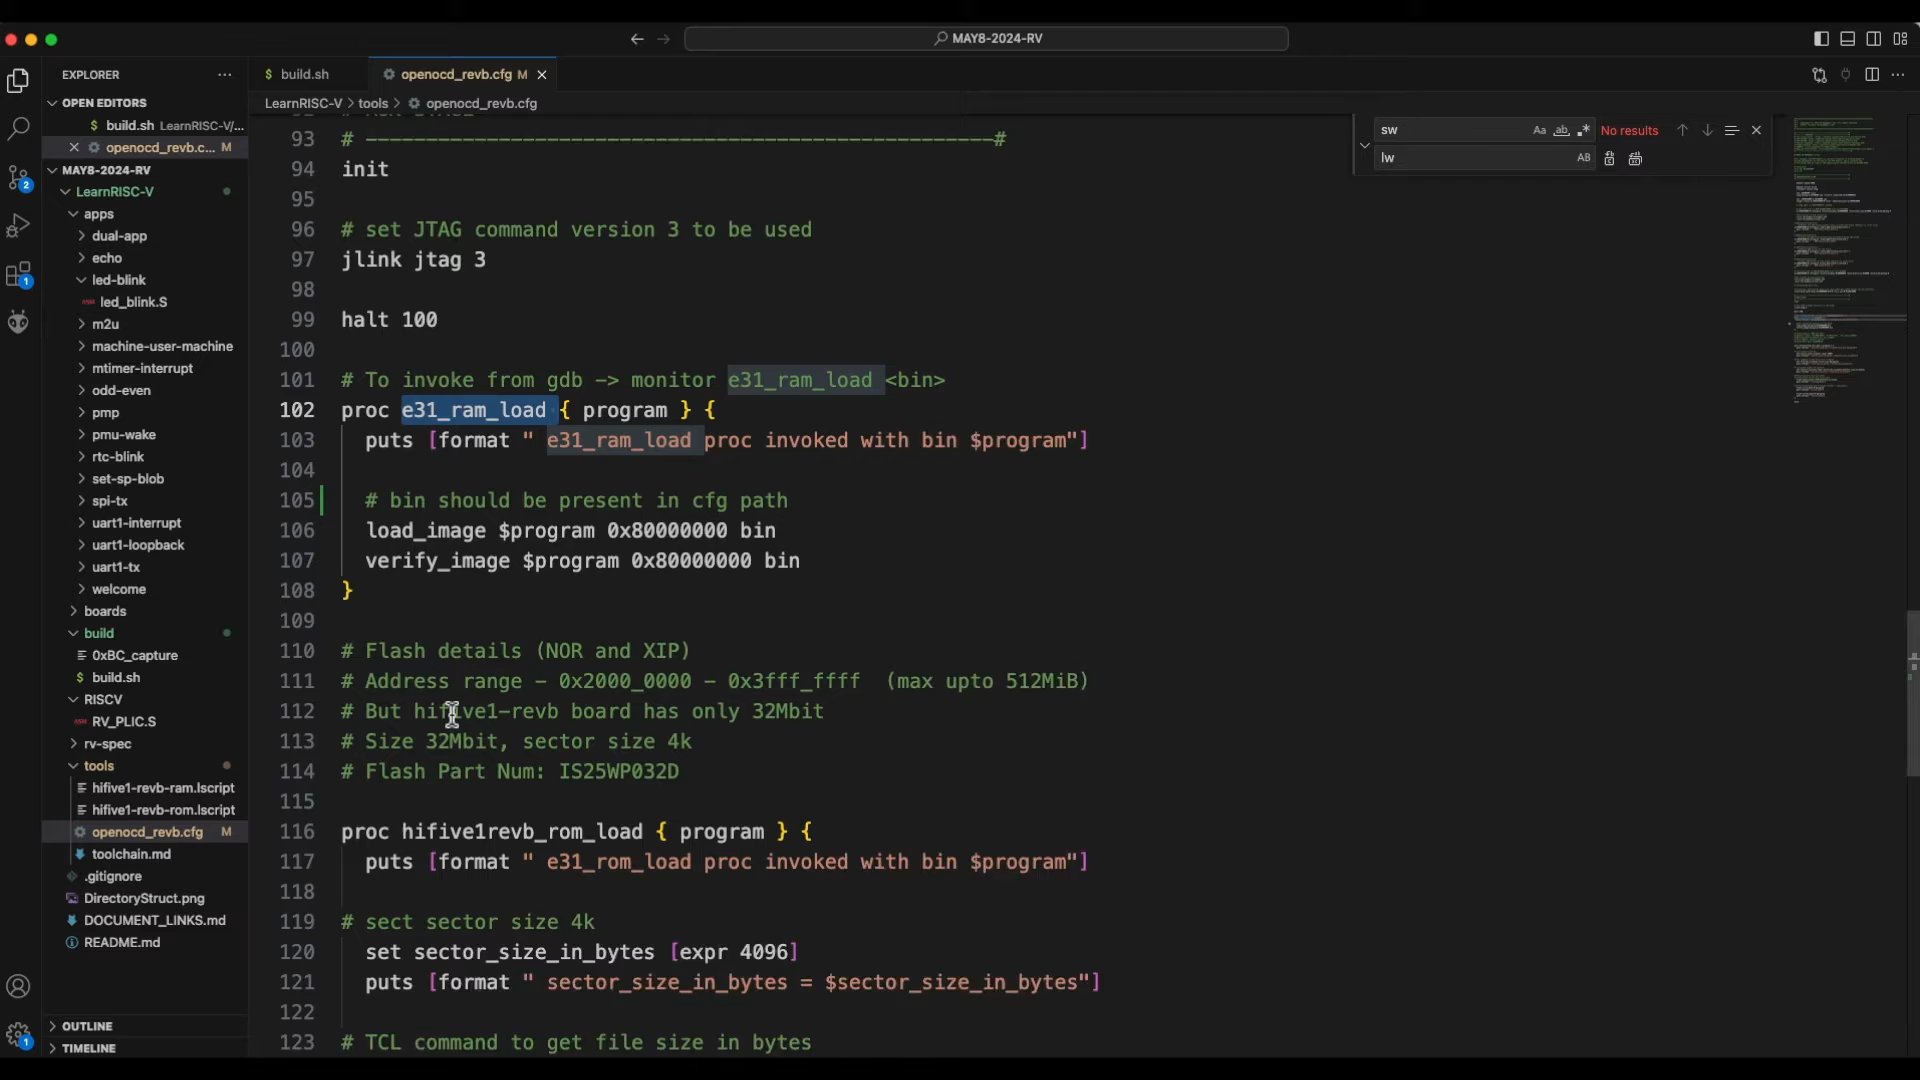 MAY8-2024-RV
EXPLORER
build.sh
openocd_revb.cfg M
OPEN EDITORS
LearnRISC-V > tools > openocd_revb.cfg
build.sh LearnRISC-V/...
openocd_revb.c... M
MAY8-2024-RV
LearnRISC-V
apps
dual-app
echo
led-blink
led_blink.S
m2u
machine-user-machine
mtimer-interrupt
odd-even
pmp
pmu-wake
rtc-blink
set-sp-blob
spi-tx
uart1-interrupt
uart1-loopback
uart1-tx
welcome
boards
build
0xBC_capture
build.sh
RISCV
RV_PLIC.S
rv-spec
tools
hifive1-revb-ram.lscript
hifive1-revb-rom.lscript
openocd_revb.cfg M
toolchain.md
.gitignore
DirectoryStruct.png
DOCUMENT_LINKS.md
README.md
OUTLINE
TIMELINE
2
1
1
sw
Aa ab .* No results
lw
AB
93 # ----------------------------------------------------#
94 init
95
96 # set JTAG command version 3 to be used
97 jlink jtag 3
98
99 halt 100
100
101 # To invoke from gdb -> monitor e31_ram_load <bin>
102 proc e31_ram_load { program } {
103 puts [format " e31_ram_load proc invoked with bin $program"]
104
105 # bin should be present in cfg path
106 load_image $program 0x80000000 bin
107 verify_image $program 0x80000000 bin
108 }
109
110 # Flash details (NOR and XIP)
111 # Address range - 0x2000_0000 - 0x3fff_ffff (max upto 512MiB)
112 # But hifive1-revb board has only 32Mbit
113 # Size 32Mbit, sector size 4k
114 # Flash Part Num: IS25WP032D
115
116 proc hifive1revb_rom_load { program } {
117 puts [format " e31_rom_load proc invoked with bin $program"]
118
119 # sect sector size 4k
120 set sector_size_in_bytes [expr 4096]
121 puts [format " sector_size_in_bytes = $sector_size_in_bytes"]
122
123 # TCL command to get file size in bytes